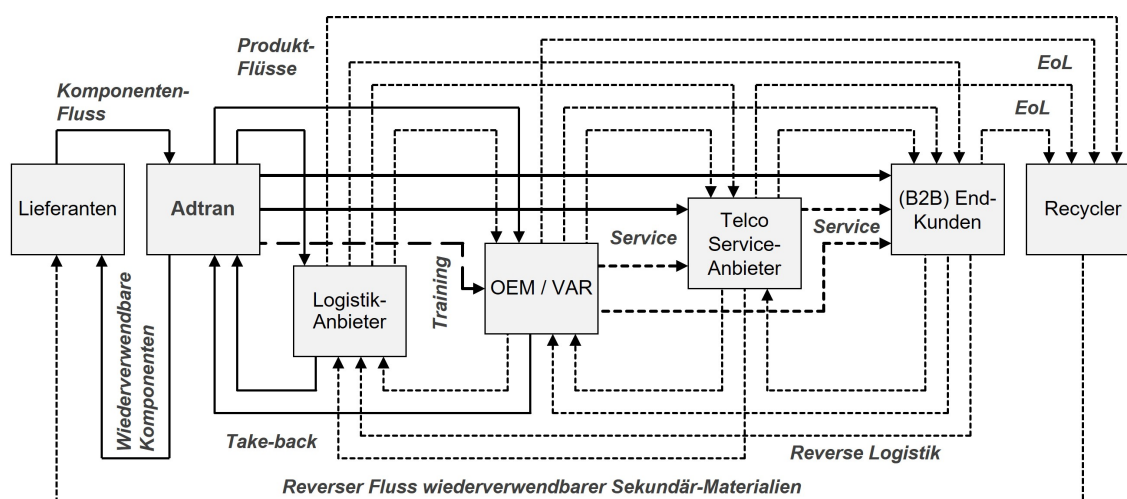 Produkt-
Flüsse
EoL
Komponenten-
Fluss
EoL
Lieferanten
Adtran
(B2B) End-
Kunden
Recycler
Telco
Service-
Anbieter
Service
Service
Training
OEM / VAR
Logistik-
Anbieter
Wiederverwendbare
Komponenten
Take-back
Reverse Logistik
Reverser Fluss wiederverwendbarer Sekundär-Materialien